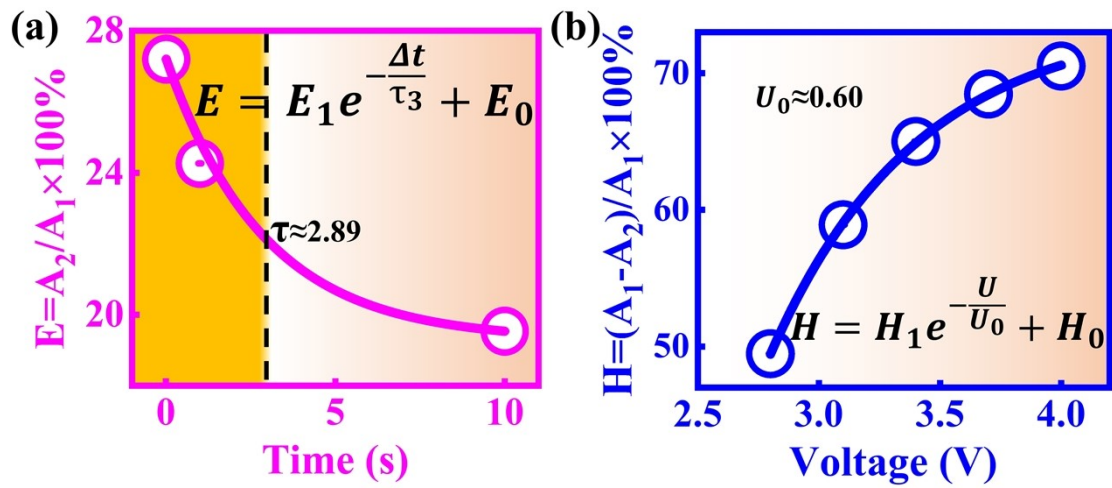 (a)
28
24
20
E=A₂/A₁×100%
E = E₁e^{-Δt/τ₃} + E₀
τ≈2.89
0 5 10
Time (s)
(b)
70
60
50
H=(A₁-A₂)/A₁×100%
U₀≈0.60
H = H₁e^{-U/U₀} + H₀
2.5 3.0 3.5 4.0
Voltage (V)